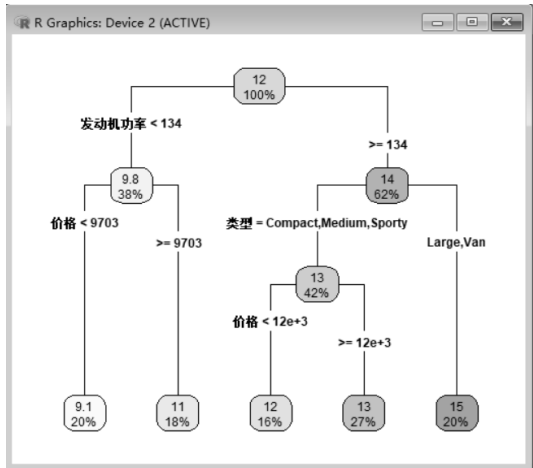 R Graphics: Device 2 (ACTIVE)
12
100%
发动机功率 < 134
>= 134
9.8
38%
14
62%
价格 < 9703
>= 9703
类型 = Compact,Medium,Sporty
Large,Van
13
42%
价格 < 12e+3
>= 12e+3
9.1
20%
11
18%
12
16%
13
27%
15
20%